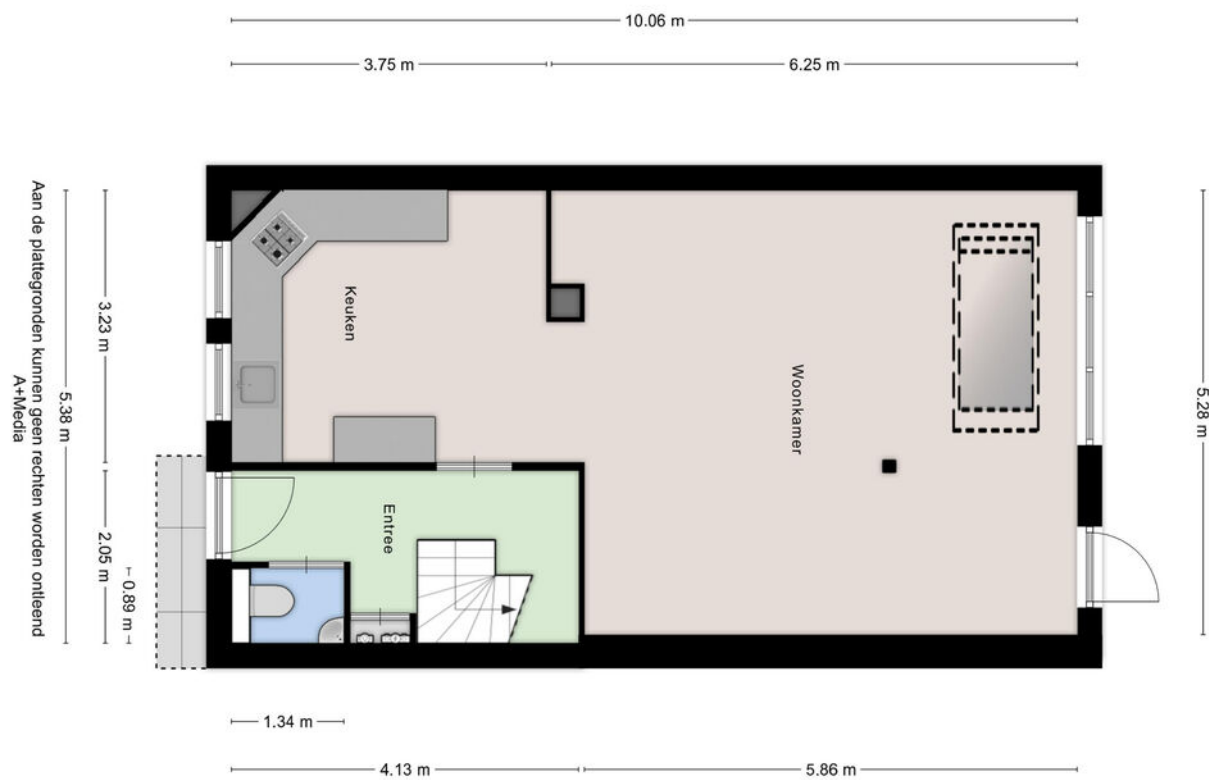 10.06 m
3.75 m
6.25 m
Aan de plattegronden kunnen geen rechten worden ontleend
A+Media
5.38 m
3.23 m
2.05 m
0.89 m
Keuken
Woonkamer
Entree
5.28 m
1.34 m
4.13 m
5.86 m